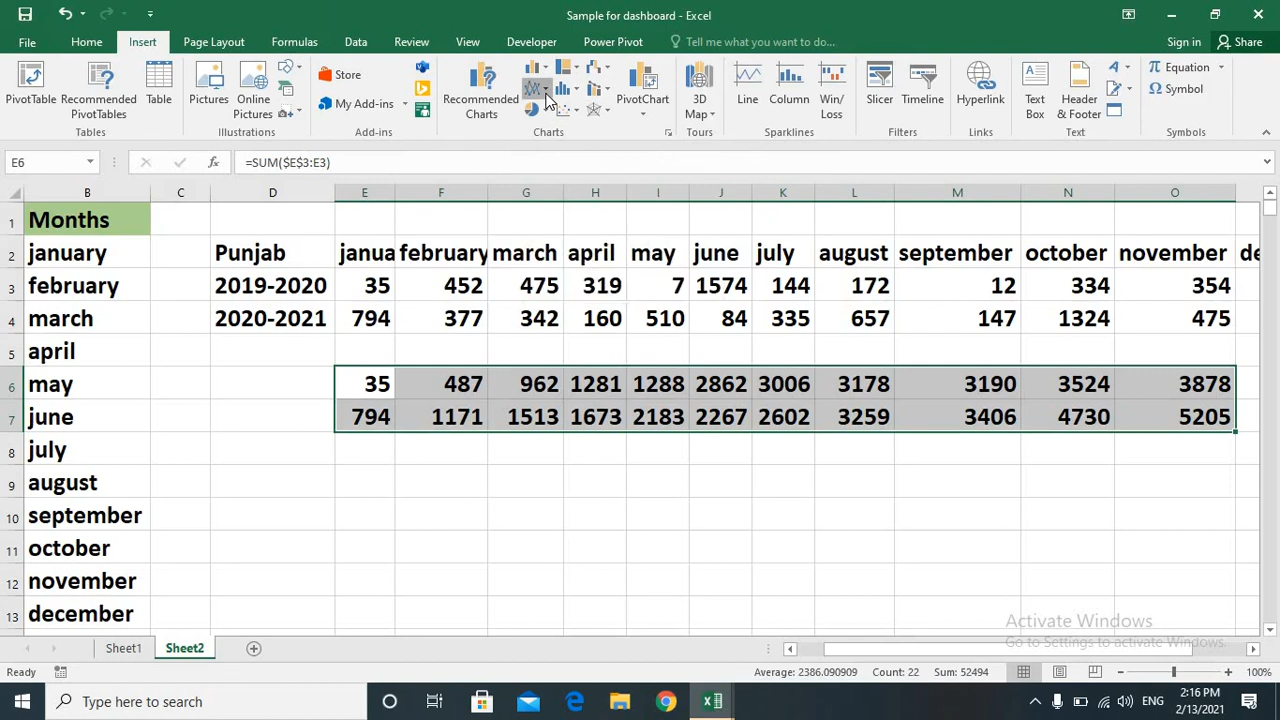 Sample for dashboard - Excel
File Home Insert Page Layout Formulas Data Review View Developer Power Pivot Tell me what you want to do... Sign in Share
PivotTable Recommended PivotTables Table Pictures Online Pictures Store My Add-ins Recommended Charts PivotChart 3D Map Line Column Win/Loss Slicer Timeline Hyperlink Text Box Header & Footer Equation Symbol
Tables Illustrations Add-ins Charts Tours Sparklines Filters Links Text Symbols
E6 fx =SUM($E$3:E3)
B C D E F G H I J K L M N O
1 Months
2 january Punjab janua february march april may june july august september october november de
3 february 2019-2020 35 452 475 319 7 1574 144 172 12 334 354
4 march 2020-2021 794 377 342 160 510 84 335 657 147 1324 475
5 april
6 may 35 487 962 1281 1288 2862 3006 3178 3190 3524 3878
7 june 794 1171 1513 1673 2183 2267 2602 3259 3406 4730 5205
8 july
9 august
10 september
11 october
12 november
13 december
Activate Windows
Go to Settings to activate Windows.
Sheet1 Sheet2
Ready Average: 2386.090909 Count: 22 Sum: 52494 100%
Type here to search ENG 2:16 PM
2/13/2021